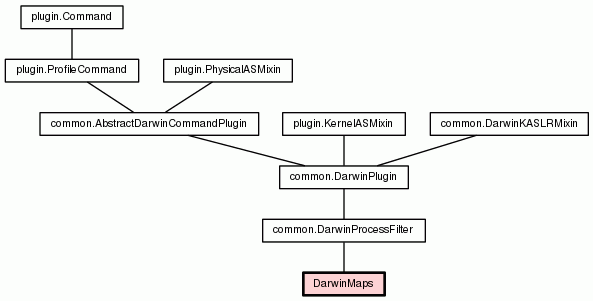 plugin.Command
plugin.ProfileCommand
plugin.PhysicalASMixin
common.AbstractDarwinCommandPlugin
plugin.KernelASMixin
common.DarwinKASLRMixin
common.DarwinPlugin
common.DarwinProcessFilter
DarwinMaps